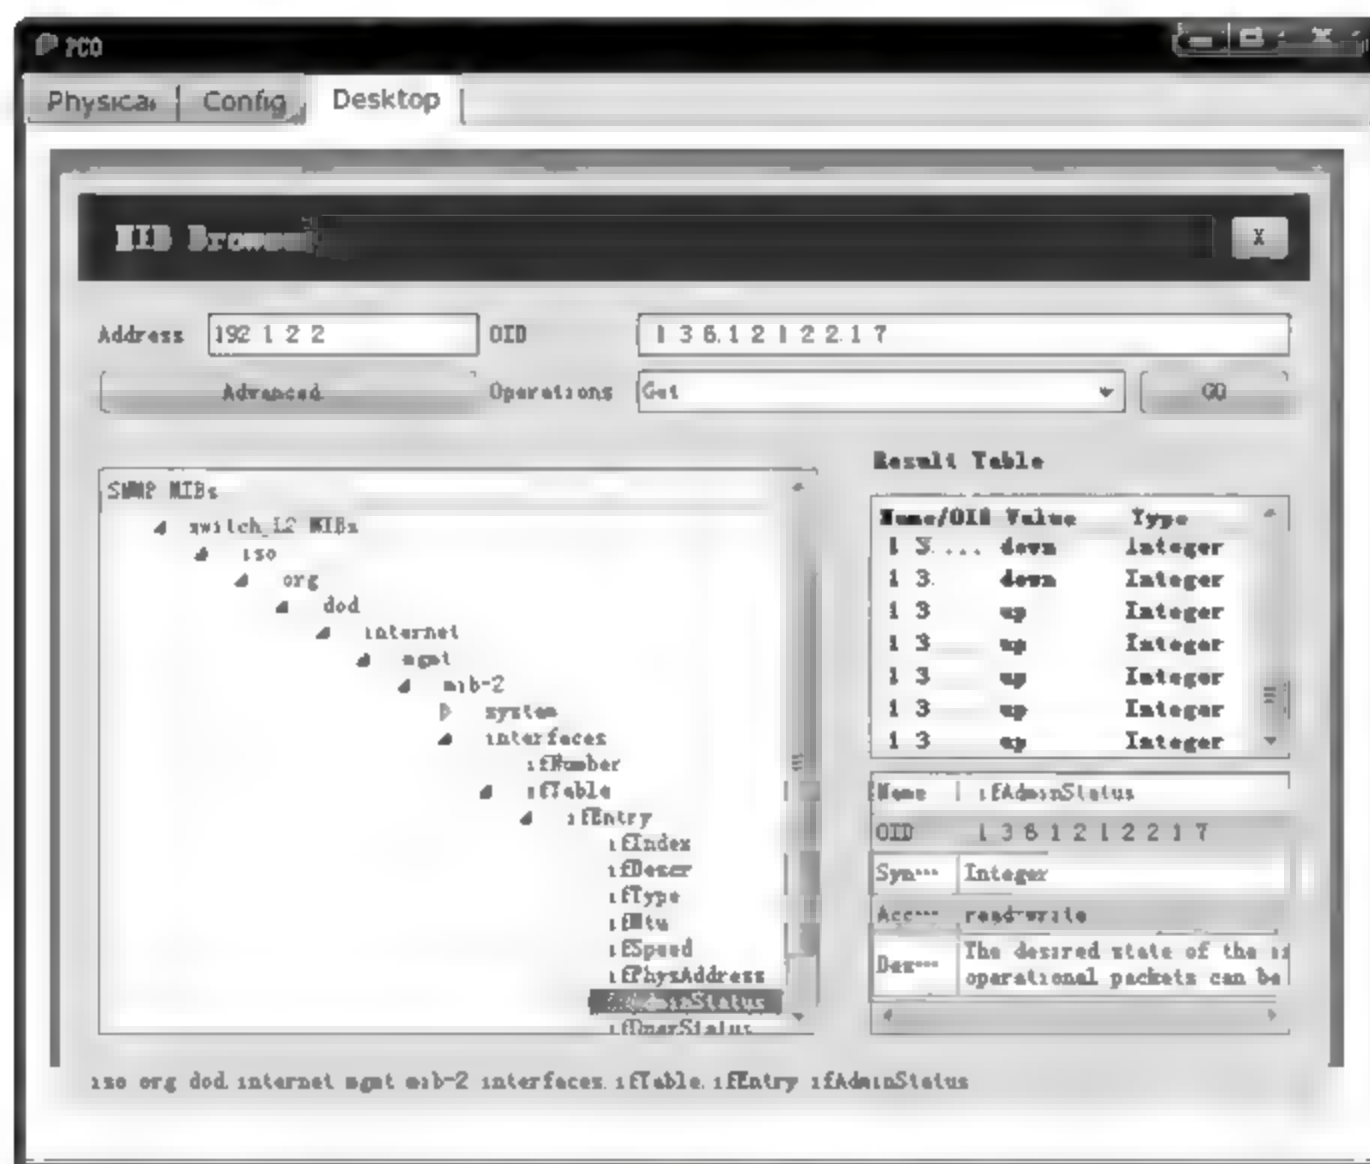 PC0
Physical Config Desktop
MIB Browser
X
Address 192 1 2 2 OID 1 3 6.1 2 1 2 2.1 7
Advanced Operations Get GO
Result Table
SNMP MIBs
Name/OID Value Type
switch_L2 MIBs
1 3.... down Integer
iso
1 3. down Integer
org
1 3 up Integer
dod
1 3 up Integer
internet
1 3 up Integer
mgmt
1 3 up Integer
mib-2
1 3 up Integer
system
interfaces
ifNumber
ifTable
ifEntry
ifIndex
ifDescr
ifType
ifMtu
ifSpeed
ifPhysAddress
ifAdminStatus
ifOperStatus
Name ifAdminStatus
OID 1 3 6 1 2 1 2 2 1 7
Syn... Integer
Acc... read-write
Des... The desired state of the
operational packets can be
iso org dod internet mgmt mib-2 interfaces.ifTable.ifEntry ifAdminStatus